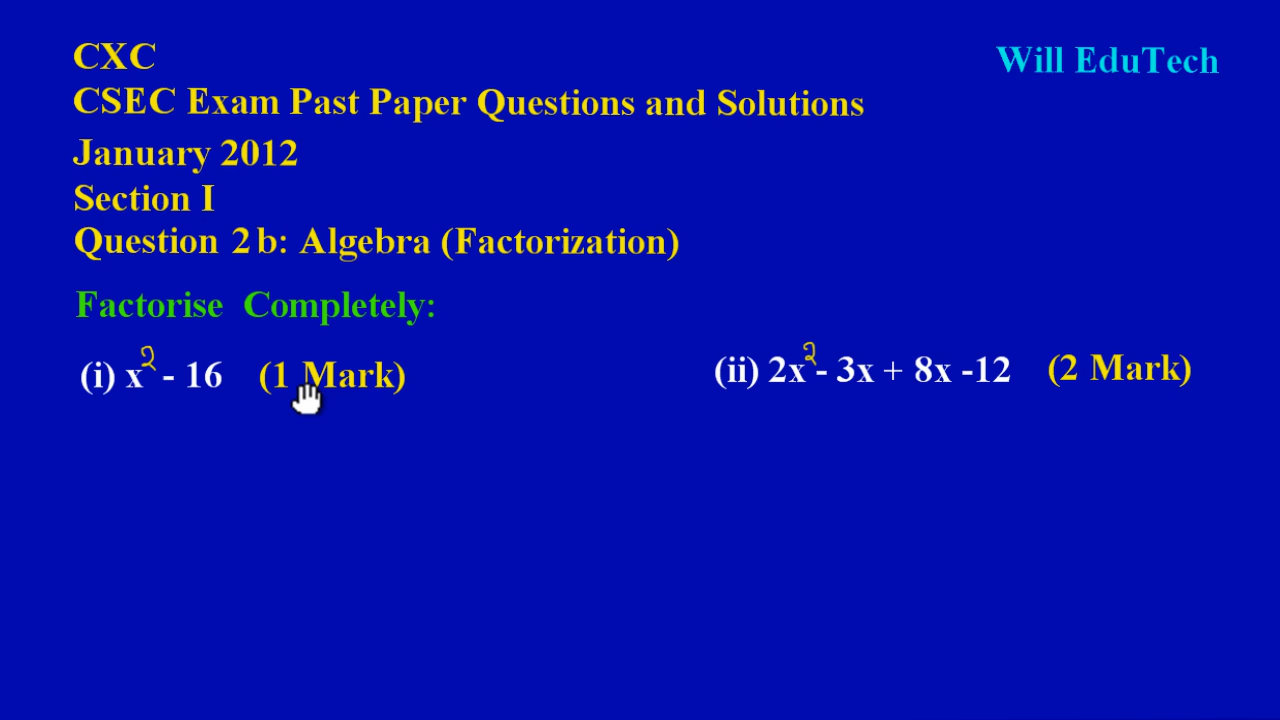 CXC
Will EduTech
CSEC Exam Past Paper Questions and Solutions
January 2012
Section I
Question 2 b: Algebra (Factorization)
Factorise Completely:
(i) x² - 16 (1 Mark)
(ii) 2x² - 3x + 8x -12 (2 Mark)